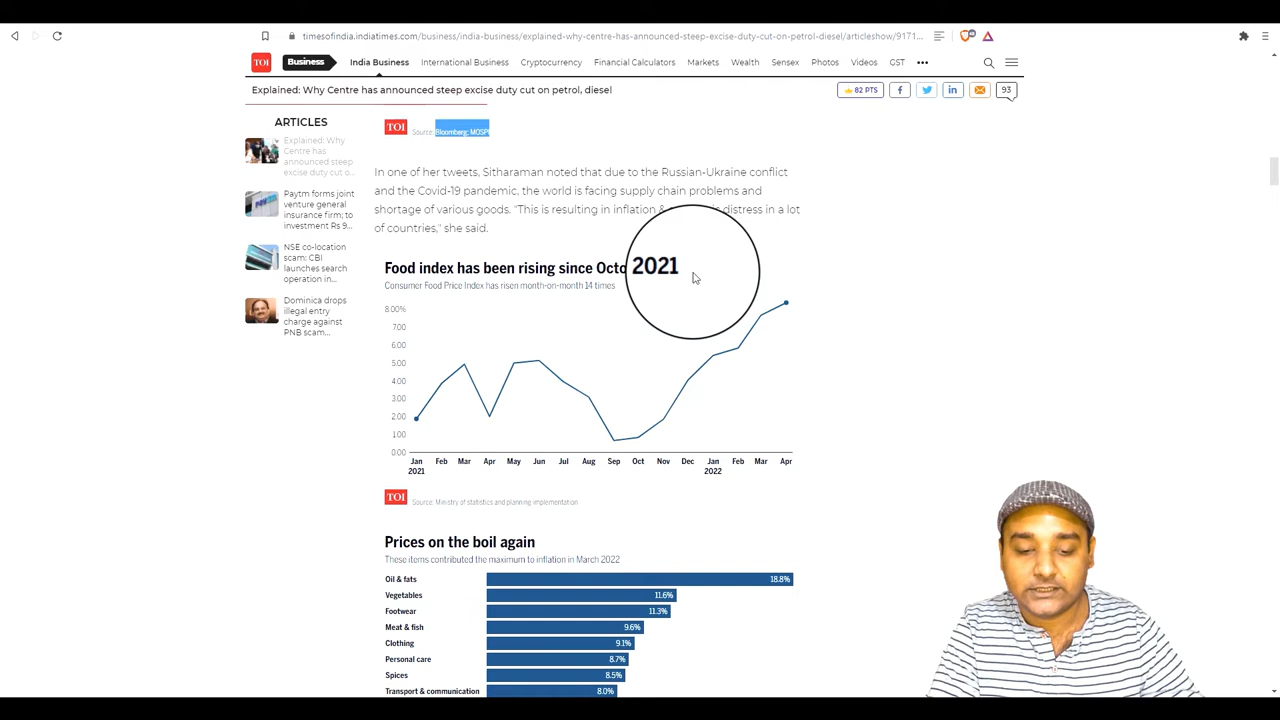 timesofindia.indiatimes.com/business/india-business/explained-why-centre-has-announced-steep-excise-duty-cut-on-petrol-diesel/articleshow/9171...
TOI Business India Business International Business Cryptocurrency Financial Calculators Markets Wealth Sensex Photos Videos GST
Explained: Why Centre has announced steep excise duty cut on petrol, diesel
82 PTS
93
ARTICLES
Explained: Why
Centre has
announced steep
excise duty cut o...
Paytm forms joint
venture general
insurance firm; to
investment Rs 9...
NSE co-location
scam: CBI
launches search
operation in...
Dominica drops
illegal entry
charge against
PNB scam...
TOI Source: Bloomberg; MOSPI
In one of her tweets, Sitharaman noted that due to the Russian-Ukraine conflict
and the Covid-19 pandemic, the world is facing supply chain problems and
shortage of various goods. "This is resulting in inflation & distress in a lot
of countries," she said.
Food index has been rising since Octo 2021
Consumer Food Price Index has risen month-on-month 14 times
8.00%
7.00
6.00
5.00
4.00
3.00
2.00
1.00
0.00
Jan Feb Mar Apr May Jun Jul Aug Sep Oct Nov Dec Jan Feb Mar Apr
2021 2022
TOI Source: Ministry of statistics and planning implementation
Prices on the boil again
These items contributed the maximum to inflation in March 2022
Oil & fats 18.8%
Vegetables 11.6%
Footwear 11.3%
Meat & fish 9.6%
Clothing 9.1%
Personal care 8.7%
Spices 8.5%
Transport & communication 8.0%